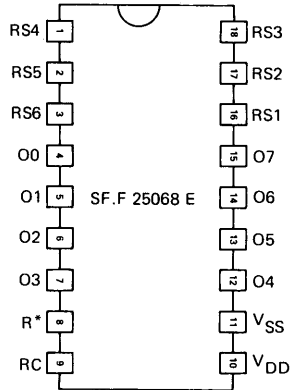 RS4 1 18 RS3
RS5 2 17 RS2
RS6 3 16 RS1
O0 4 15 O7
O1 5 SF.F 25068 E 14 O6
O2 6 13 O5
O3 7 12 O4
R* 8 11 VSS
RC 9 10 VDD